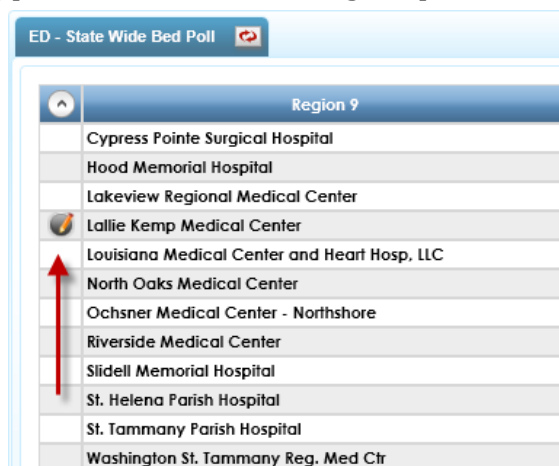 ED - State Wide Bed Poll
Region 9
Cypress Pointe Surgical Hospital
Hood Memorial Hospital
Lakeview Regional Medical Center
Lallie Kemp Medical Center
Louisiana Medical Center and Heart Hosp, LLC
North Oaks Medical Center
Ochsner Medical Center - Northshore
Riverside Medical Center
Slidell Memorial Hospital
St. Helena Parish Hospital
St. Tammany Parish Hospital
Washington St. Tammany Reg. Med Ctr